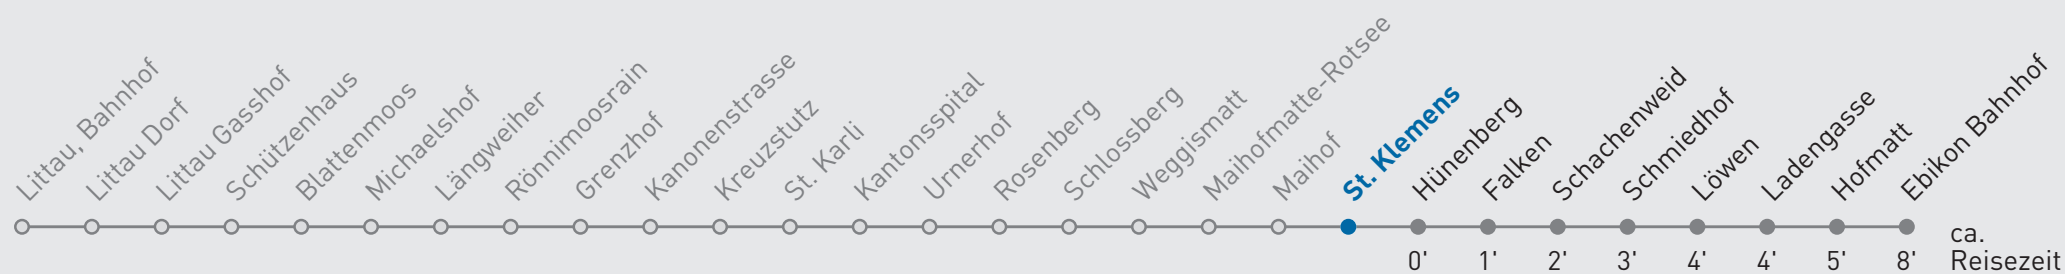 Littau, Bahnhof
Littau Dorf
Littau Gasshof
Schützenhaus
Blattenmoos
Michaelshof
Längweiher
Rönnimoosrain
Grenzhof
Kanonenstrasse
Kreuzstutz
St. Karli
Kantonsspital
Urnerhof
Rosenberg
Schlossberg
Weggismatt
Maihofmatte-Rotsee
Maihof
St. Klemens
Hünenberg
Falken
Schachenweid
Schmiedhof
Löwen
Ladengasse
Hofmatt
Ebikon Bahnhof
ca.
0' 1' 2' 3' 4' 4' 5' 8' Reisezeit